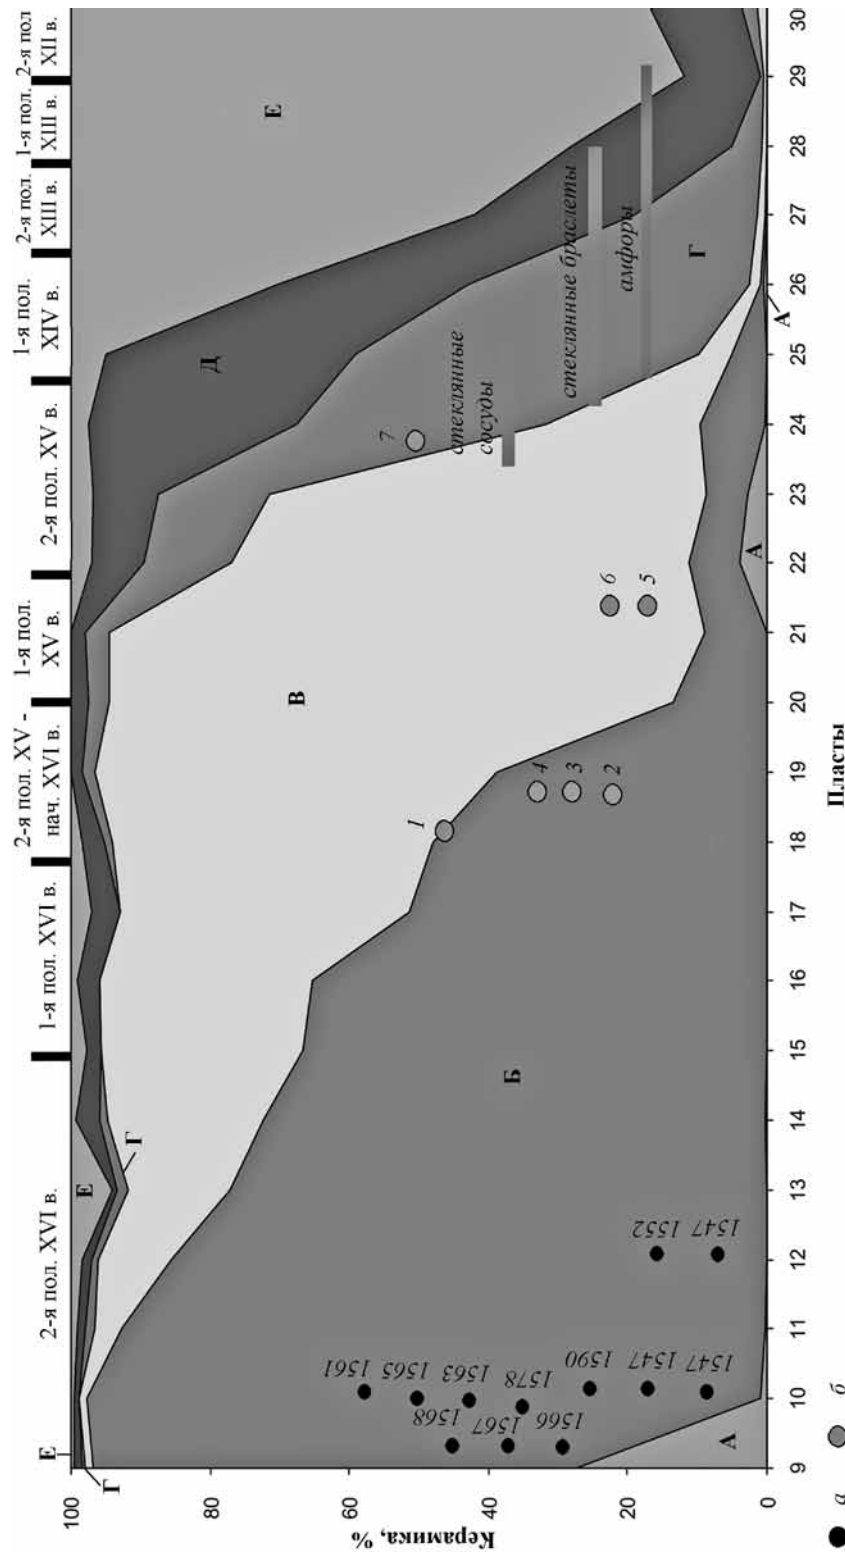 2-я пол. XVI в.
1-я пол. XVI в.
2-я пол. XV -
нач. XVI в.
1-я пол.
XV в.
2-я пол. XV в.
1-я пол.
XIV в.
2-я пол.
XIII в.
1-я пол.
XIII в.
2-я пол
XII в.
Керамика, %
100
80
60
40
20
0
Е
Г
Е
Г
Д
Е
В
Б
Г
А
А
А
7
стеклянные
сосуды
стеклянные браслеты
амфоры
6
5
1
4
3
2
1561
1565
1563
1578
1590
1547
1547
1568
1567
1566
1552
1547
9
10
11
12
13
14
15
16
17
18
19
20
21
22
23
24
25
26
27
28
29
30
Пласты
а
б